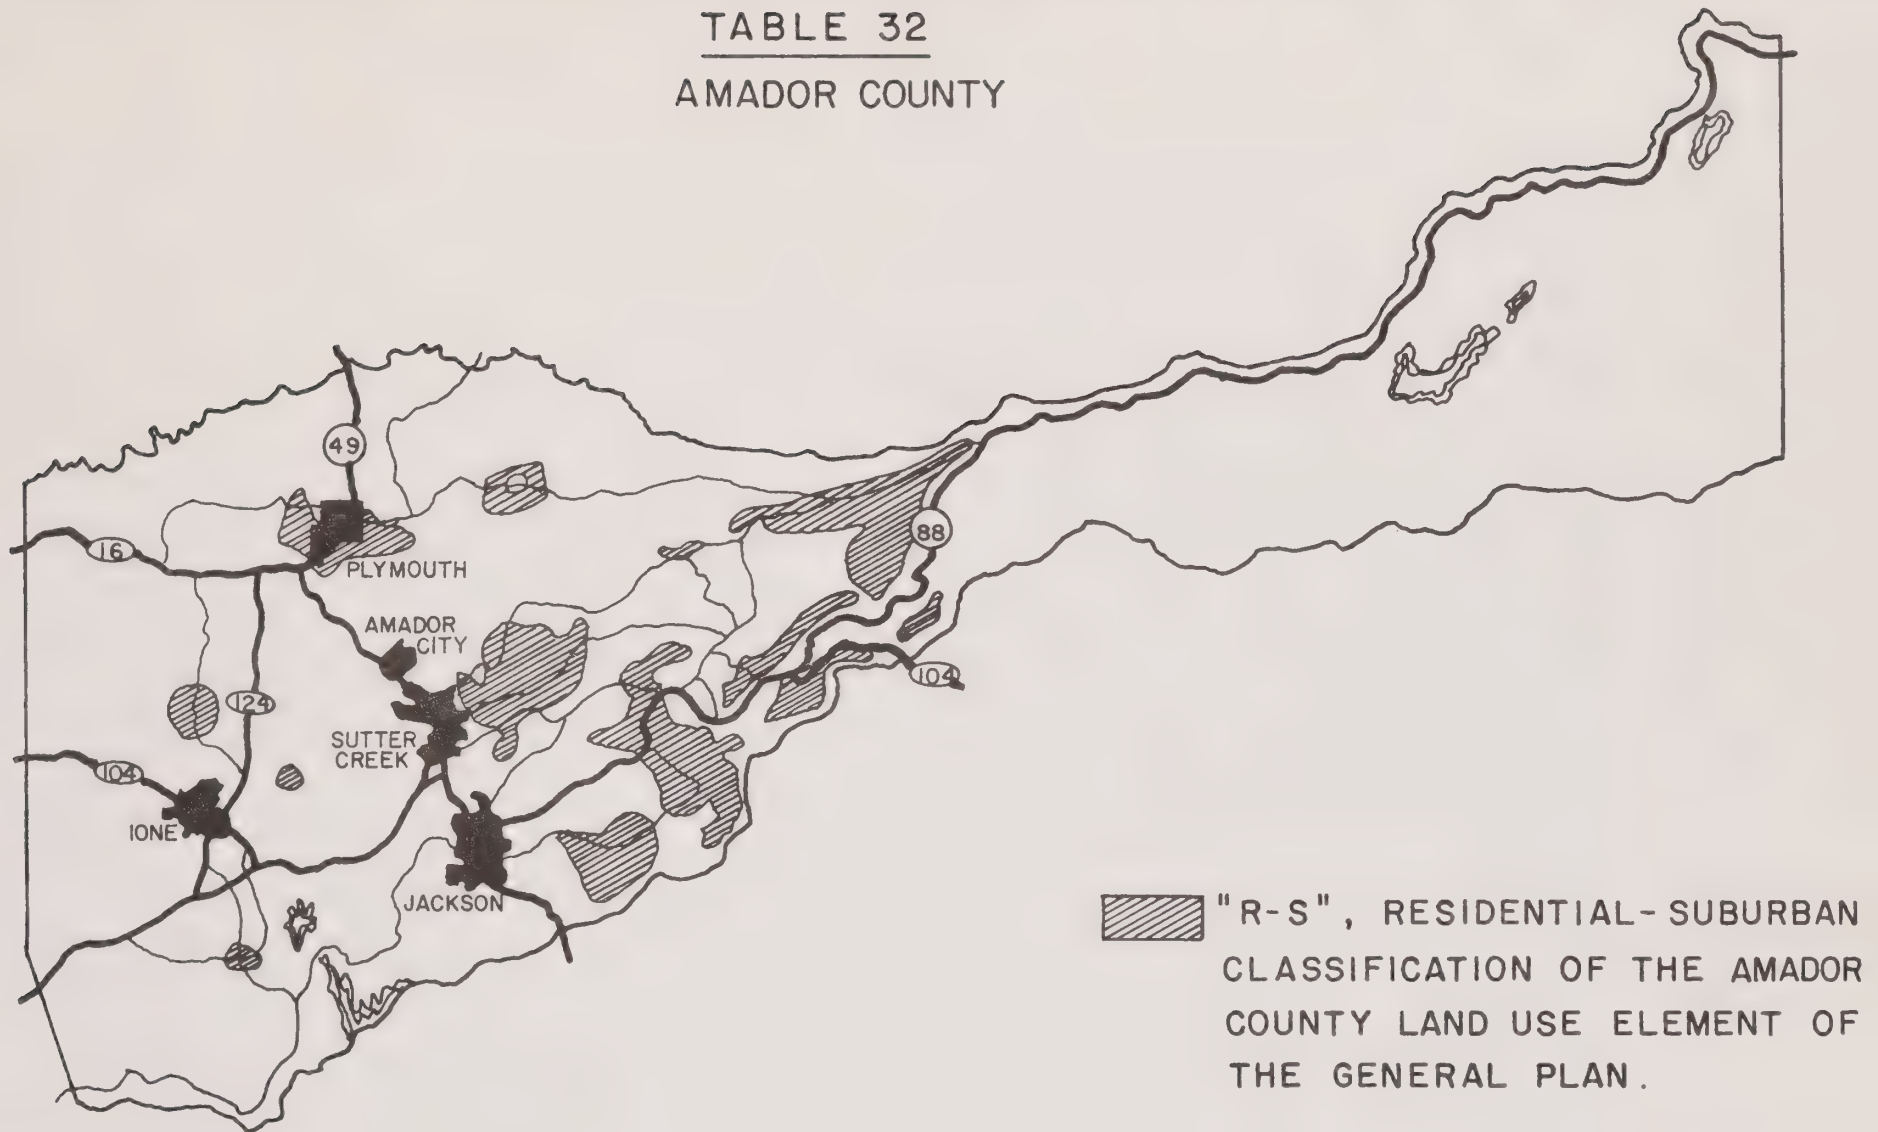 TABLE 32
AMADOR COUNTY
49
16
PLYMOUTH
88
AMADOR
CITY
104
124
SUTTER
CREEK
104
IONE
JACKSON
"R-S", RESIDENTIAL-SUBURBAN
CLASSIFICATION OF THE AMADOR
COUNTY LAND USE ELEMENT OF
THE GENERAL PLAN.